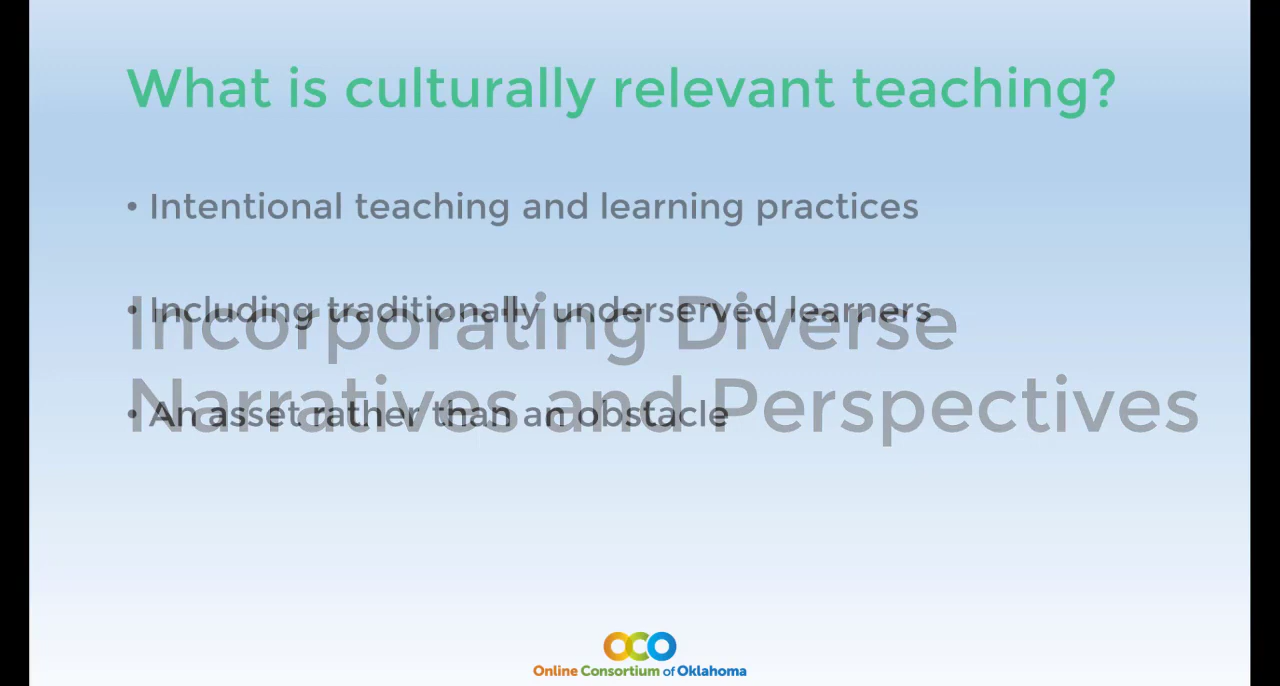 What is culturally relevant teaching?
• Intentional teaching and learning practices
• Including traditionally underserved learners
Incorporating Diverse
Narratives and Perspectives
• An asset rather than an obstacle
OCO
Online Consortium of Oklahoma